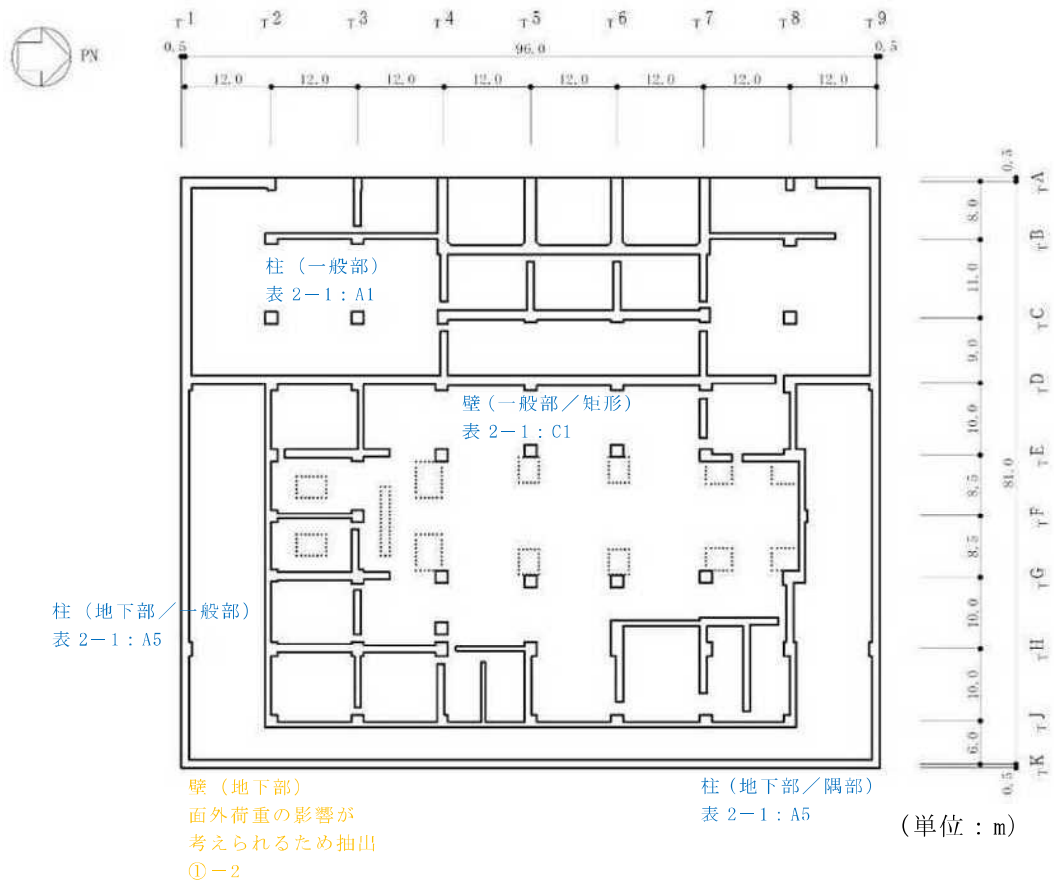 T1 T2 T3 T4 T5 T6 T7 T8 T9
PN
0.5 96.0 0.5
12.0 12.0 12.0 12.0 12.0 12.0 12.0 12.0
0.5
TA
8.0
TB
11.0
TC
9.0
TD
10.0
TE
8.5
81.0
TF
8.5
TG
10.0
TH
10.0
TJ
6.0
TK
0.5
柱（一般部）
表 2－1：A1
壁（一般部／矩形）
表 2－1：C1
柱（地下部／一般部）
表 2－1：A5
壁（地下部）
面外荷重の影響が
考えられるため抽出
①－2
柱（地下部／隅部）
表 2－1：A5
（単位：m）